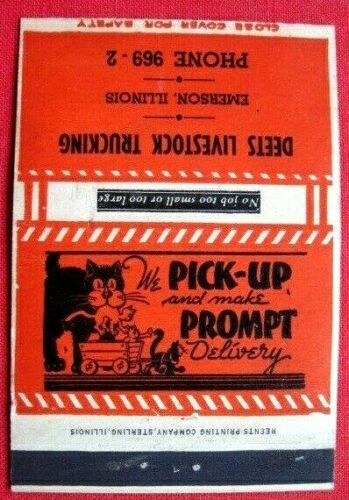 CLOSE COVER FOR SAFETY
PHONE 969 - 2
EMERSON, ILLINOIS
DEETS LIVESTOCK TRUCKING
No job too small or too large
We PICK-UP
and make
PROMPT
Delivery
REENTS PRINTING COMPANY, STERLING, ILLINOIS